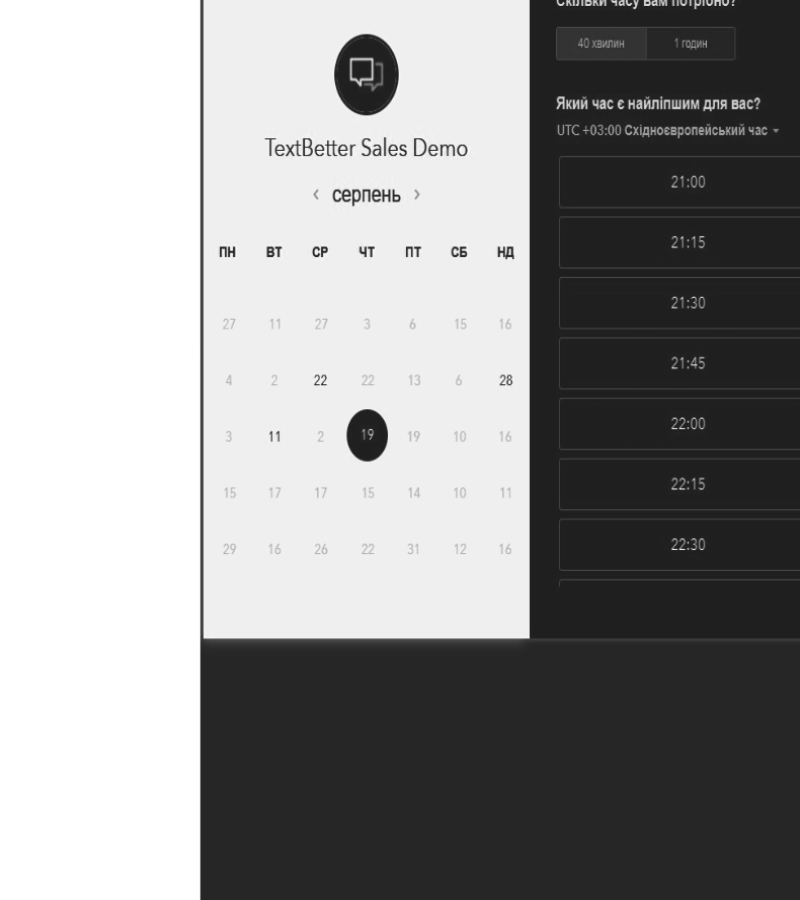 TextBetter Sales Demo
серпень
ПН ВТ СР ЧТ ПТ СБ НД
27 11 27 3 6 15 16
4 2 22 22 13 6 28
3 11 2 19 19 10 16
15 17 17 15 14 10 11
29 16 26 22 31 12 16
Скільки часу вам потрібно?
40 хвилин 1 годин
Який час є найліпшим для вас?
UTC +03:00 Східноєвропейський час
21:00
21:15
21:30
21:45
22:00
22:15
22:30